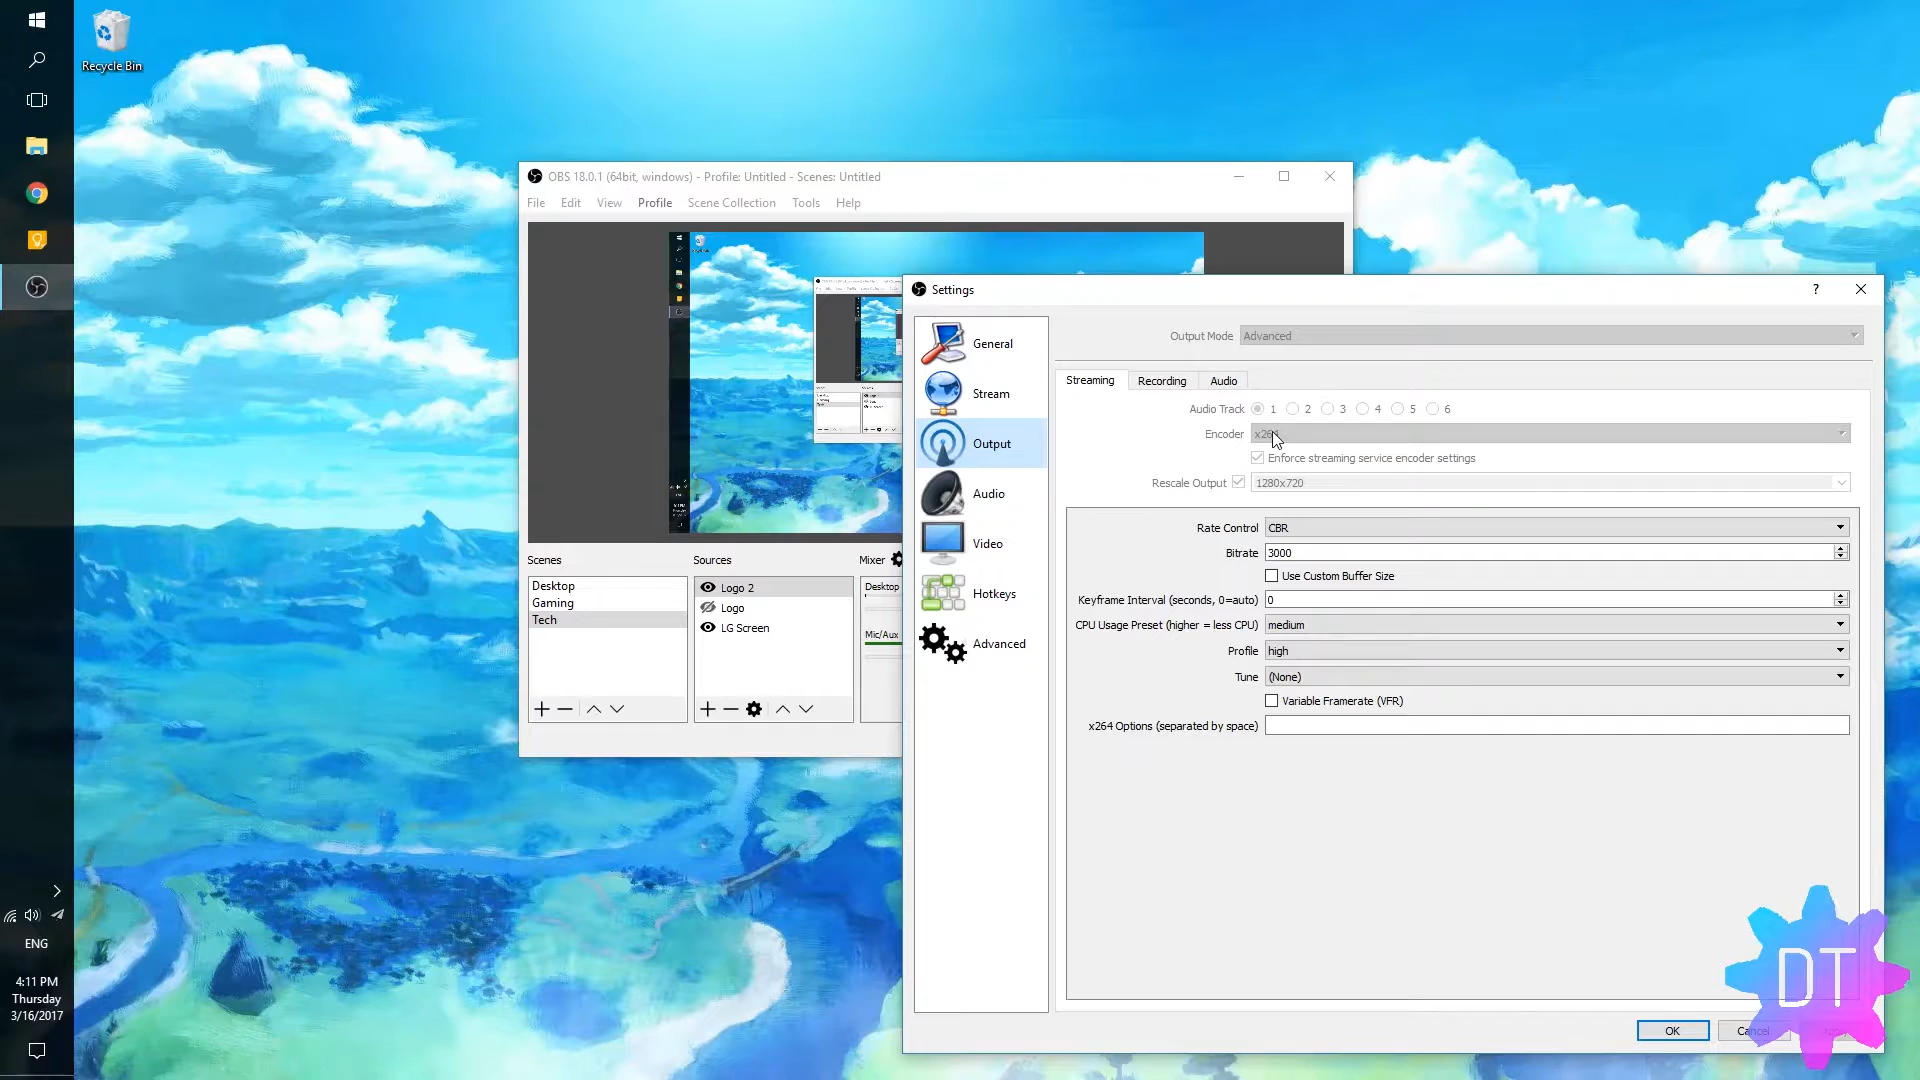 Recycle Bin
OBS 18.0.1 (64bit, windows) - Profile: Untitled - Scenes: Untitled
File Edit View Profile Scene Collection Tools Help
Settings
General
Stream
Output
Audio
Video
Hotkeys
Advanced
Output Mode Advanced
Streaming Recording Audio
Audio Track 1 2 3 4 5 6
Encoder x264
Enforce streaming service encoder settings
Rescale Output 1280x720
Rate Control CBR
Bitrate 3000
Use Custom Buffer Size
Keyframe Interval (seconds, 0=auto) 0
CPU Usage Preset (higher = less CPU) medium
Profile high
Tune (None)
Variable Framerate (VFR)
x264 Options (separated by space)
Scenes
Desktop
Gaming
Tech
Sources
Logo 2
Logo
LG Screen
Mixer
Desktop
Mic/Aux
OK Cancel
DT
ENG
4:11 PM
Thursday
3/16/2017